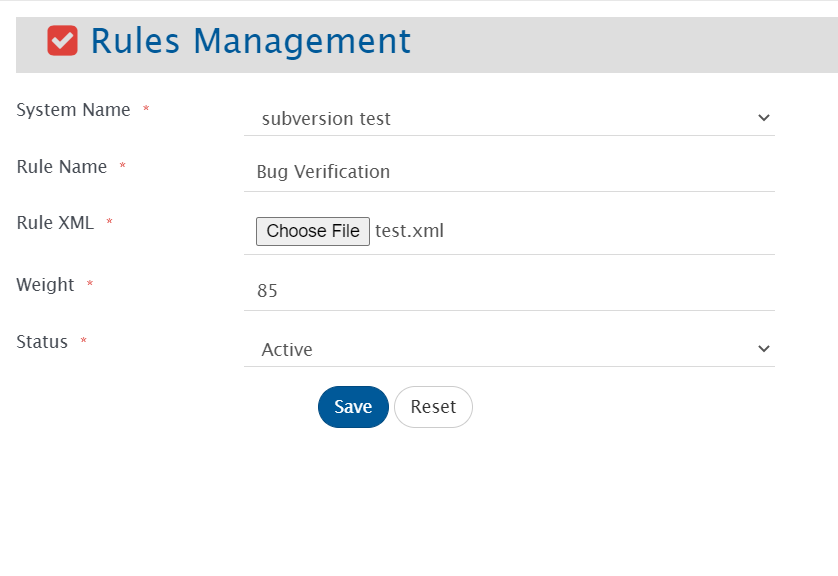 Rules Management
System Name *
subversion test
Rule Name *
Bug Verification
Rule XML *
Choose File test.xml
Weight *
85
Status *
Active
Save Reset